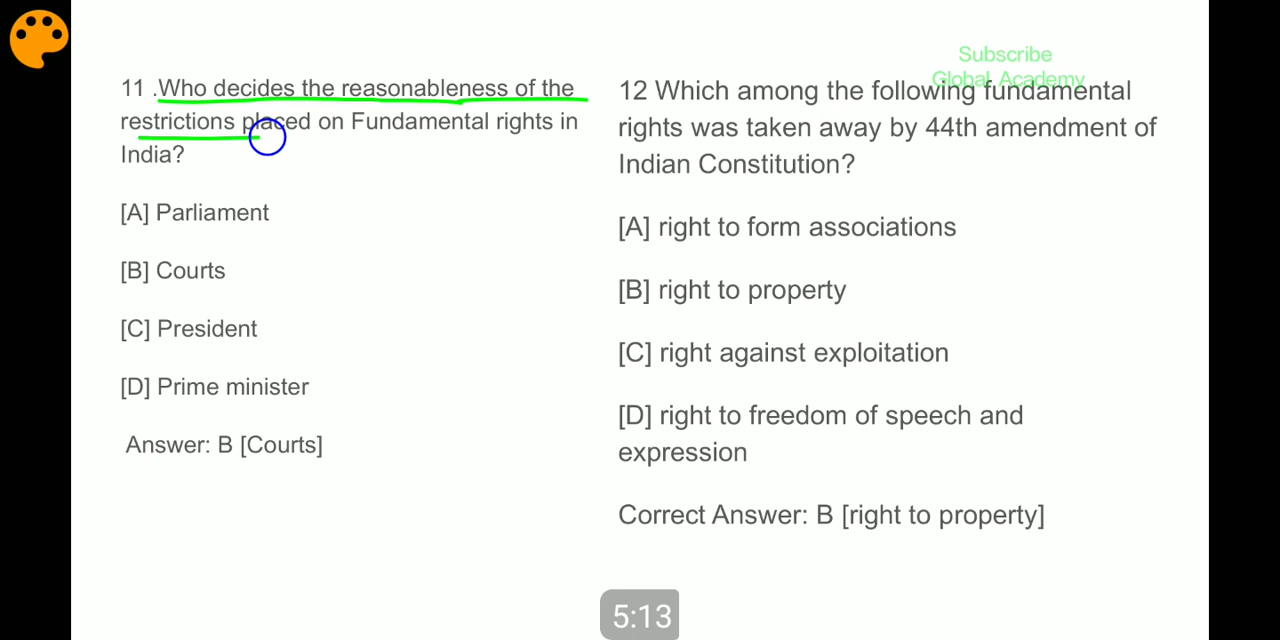 11 .Who decides the reasonableness of the
restrictions placed on Fundamental rights in
India?
[A] Parliament
[B] Courts
[C] President
[D] Prime minister
Answer: B [Courts]
Subscribe
Global Academy
12 Which among the following fundamental
rights was taken away by 44th amendment of
Indian Constitution?
[A] right to form associations
[B] right to property
[C] right against exploitation
[D] right to freedom of speech and
expression
Correct Answer: B [right to property]
5:13